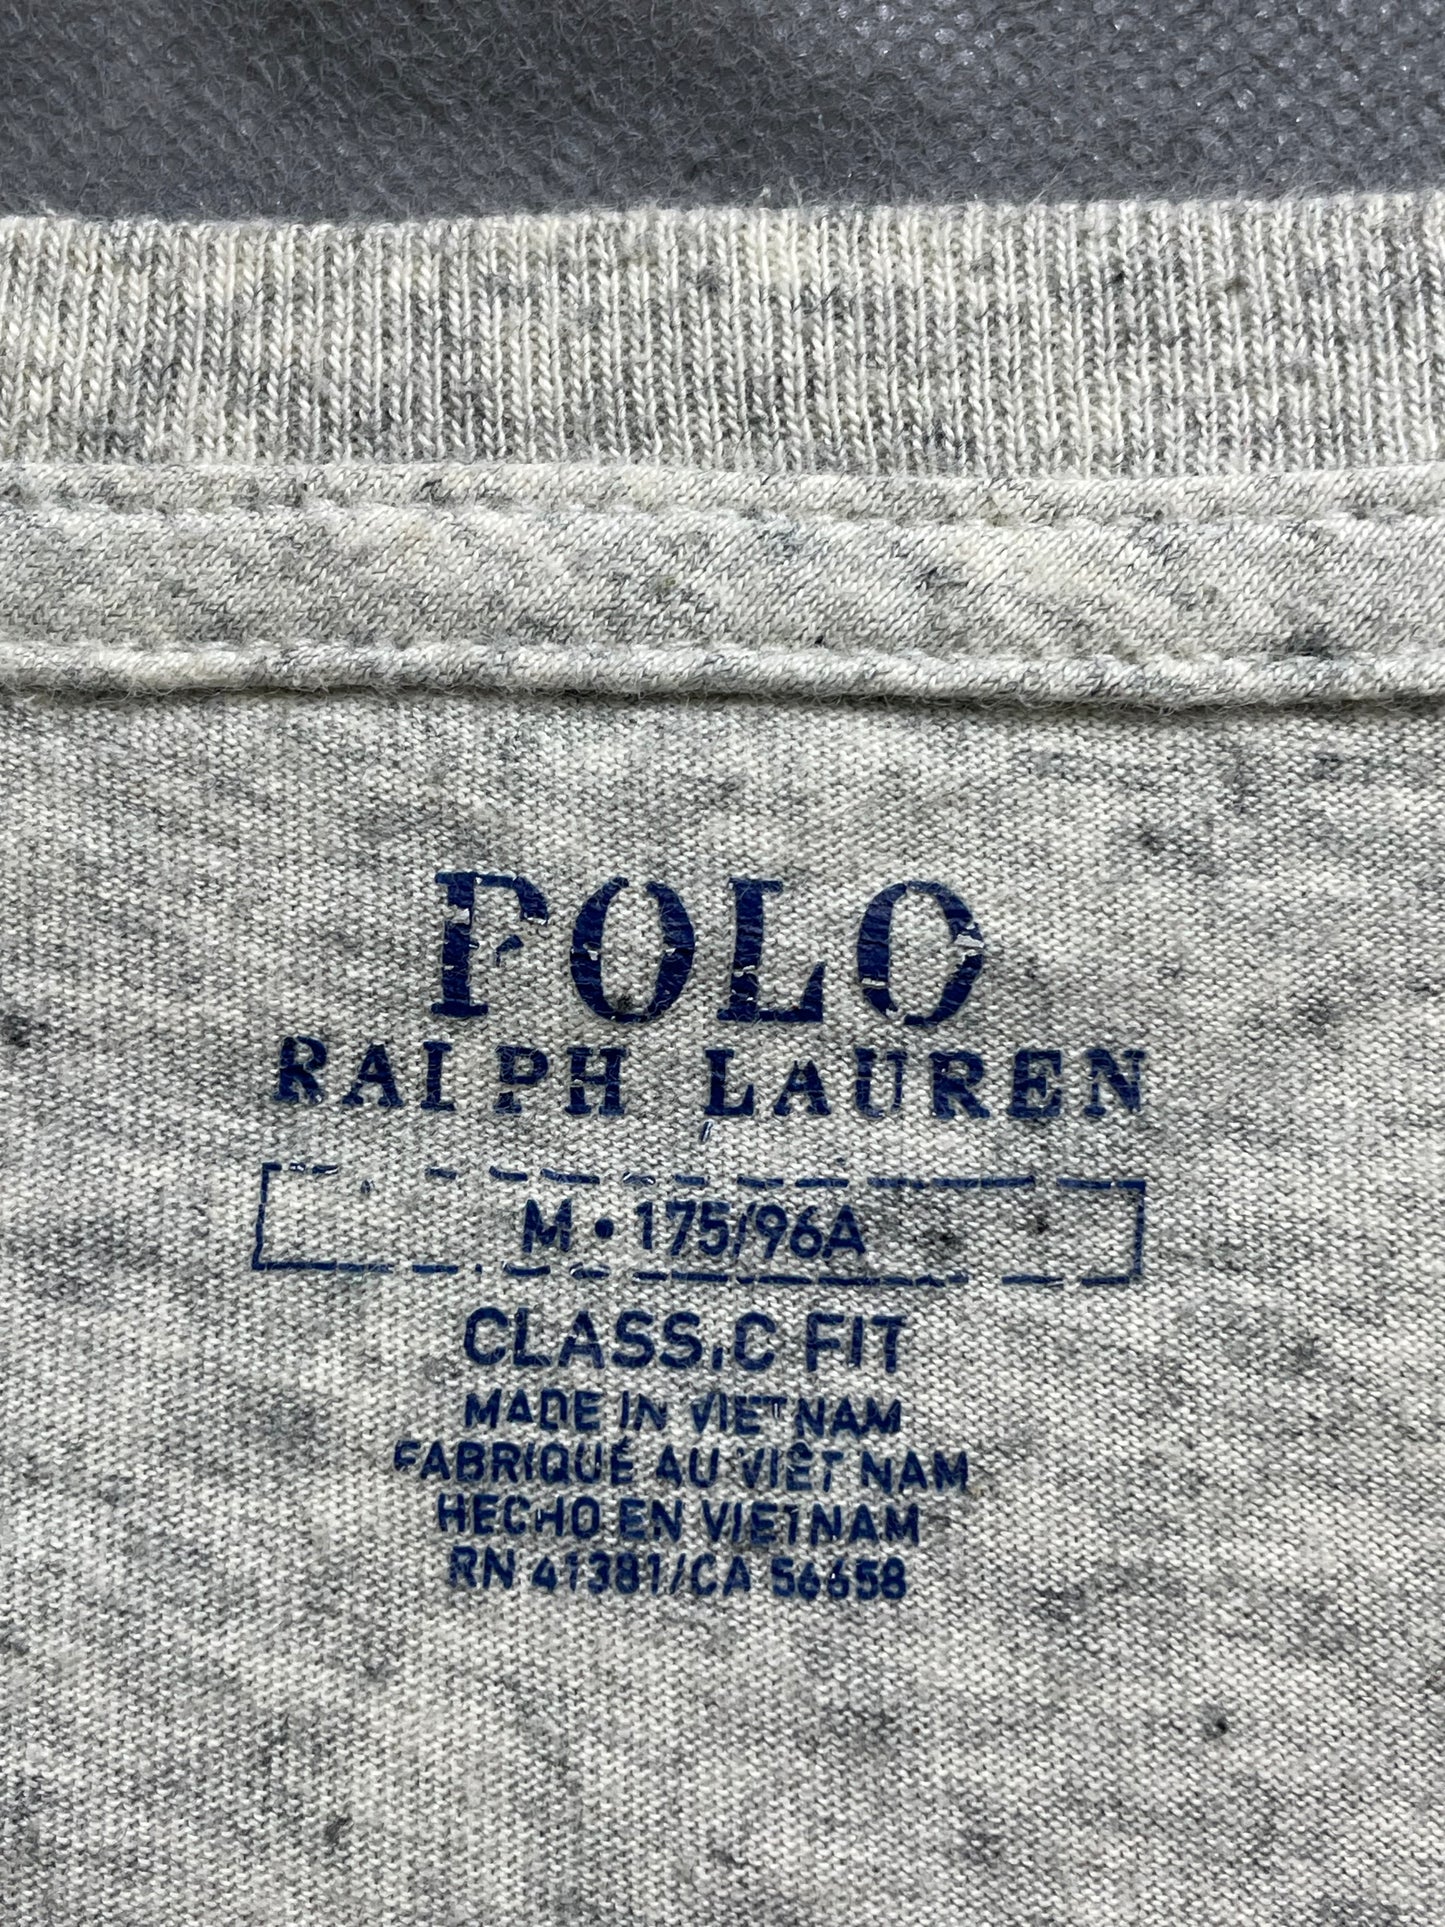 POLO
RALPH LAUREN
M • 175/96A
CLASSIC FIT
MADE IN VIETNAM
FABRIQUÉ AU VIÊT NAM
HECHO EN VIETNAM
RN 41381/CA 56658